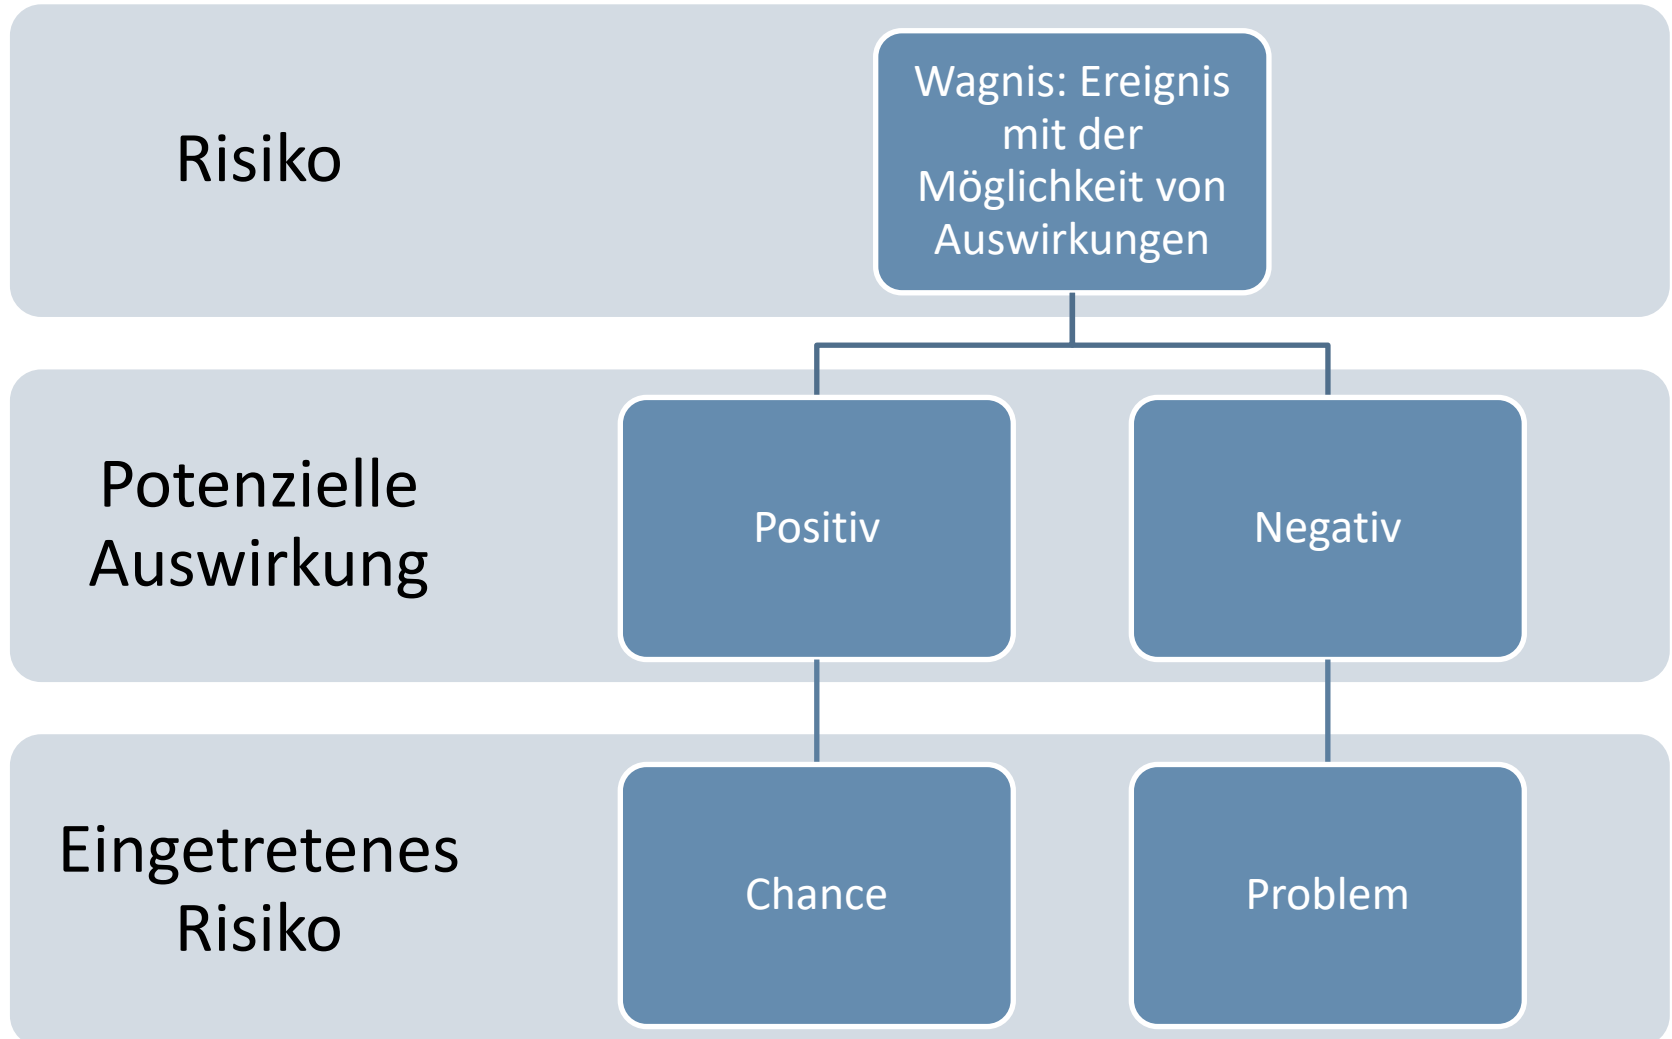 Risiko
Wagnis: Ereignis
mit der
Möglichkeit von
Auswirkungen
Potenzielle
Auswirkung
Positiv
Negativ
Eingetretenes
Risiko
Chance
Problem